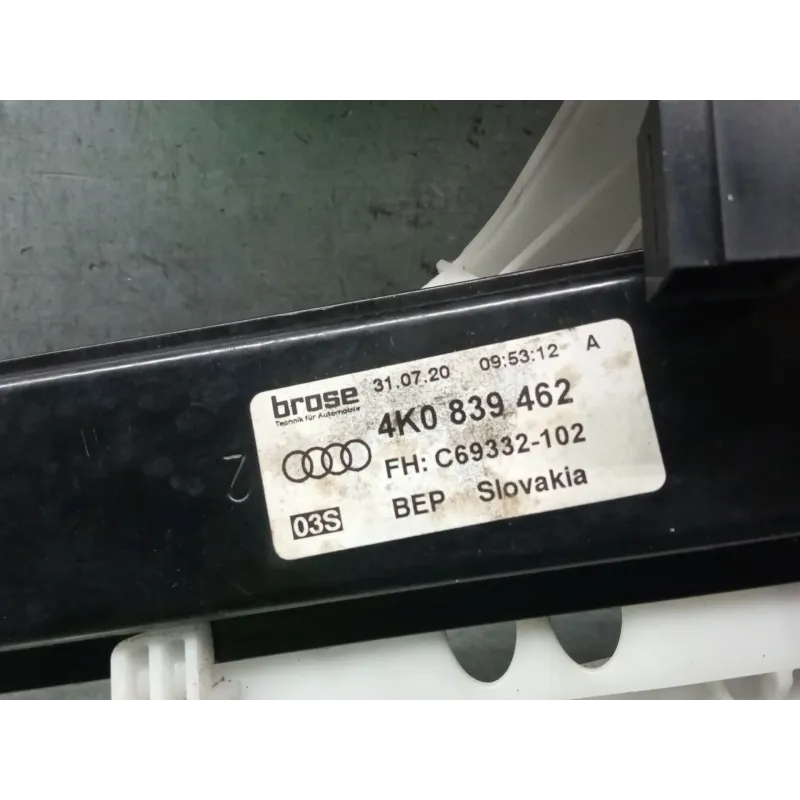 brose 31.07.20 09:53:12 A
Technik für Automobile
4K0 839 462
FH: C69332-102
03S BEP Slovakia
2